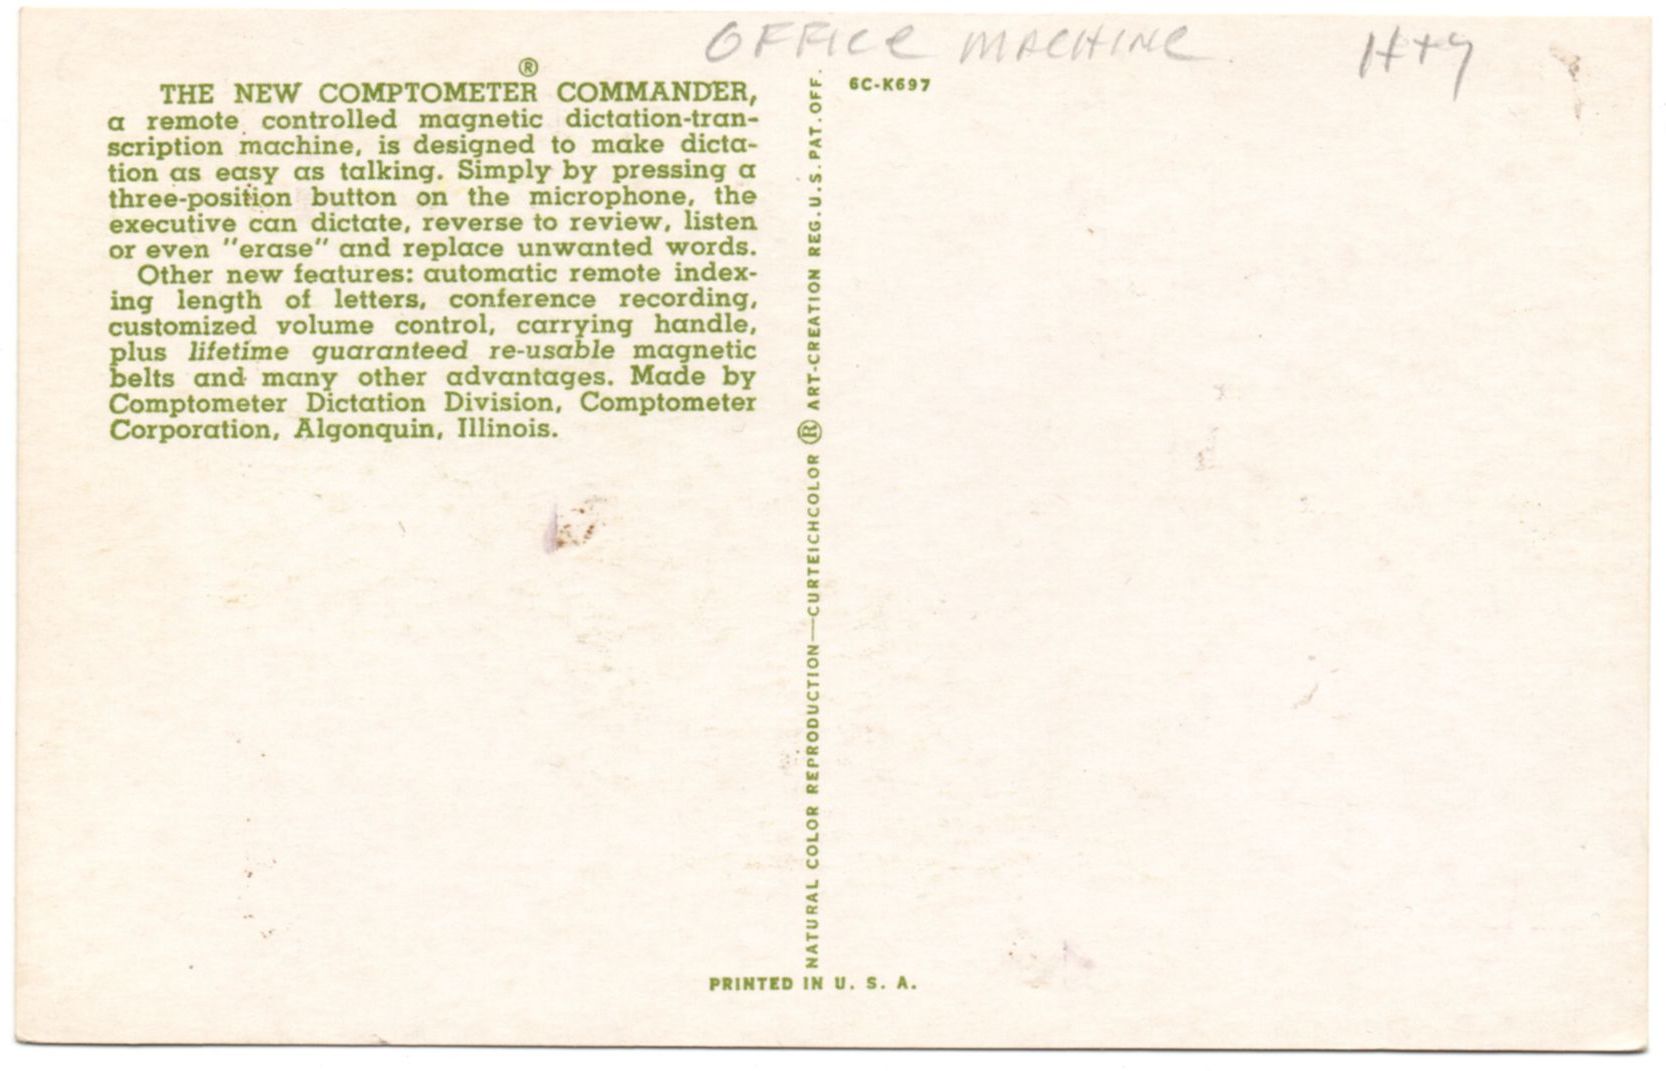 OFFICE MACHINE
®
THE NEW COMPTOMETER COMMANDER,
a remote controlled magnetic dictation-tran-
scription machine, is designed to make dicta-
tion as easy as talking. Simply by pressing a
three-position button on the microphone, the
executive can dictate, reverse to review, listen
or even "erase" and replace unwanted words.
Other new features: automatic remote index-
ing length of letters, conference recording,
customized volume control, carrying handle,
plus lifetime guaranteed re-usable magnetic
belts and many other advantages. Made by
Comptometer Dictation Division, Comptometer
Corporation, Algonquin, Illinois.
NATURAL COLOR REPRODUCTION—CURTEICHCOLOR ® ART-CREATION REG. U.S. PAT. OFF.
6C-K697
PRINTED IN U. S. A.